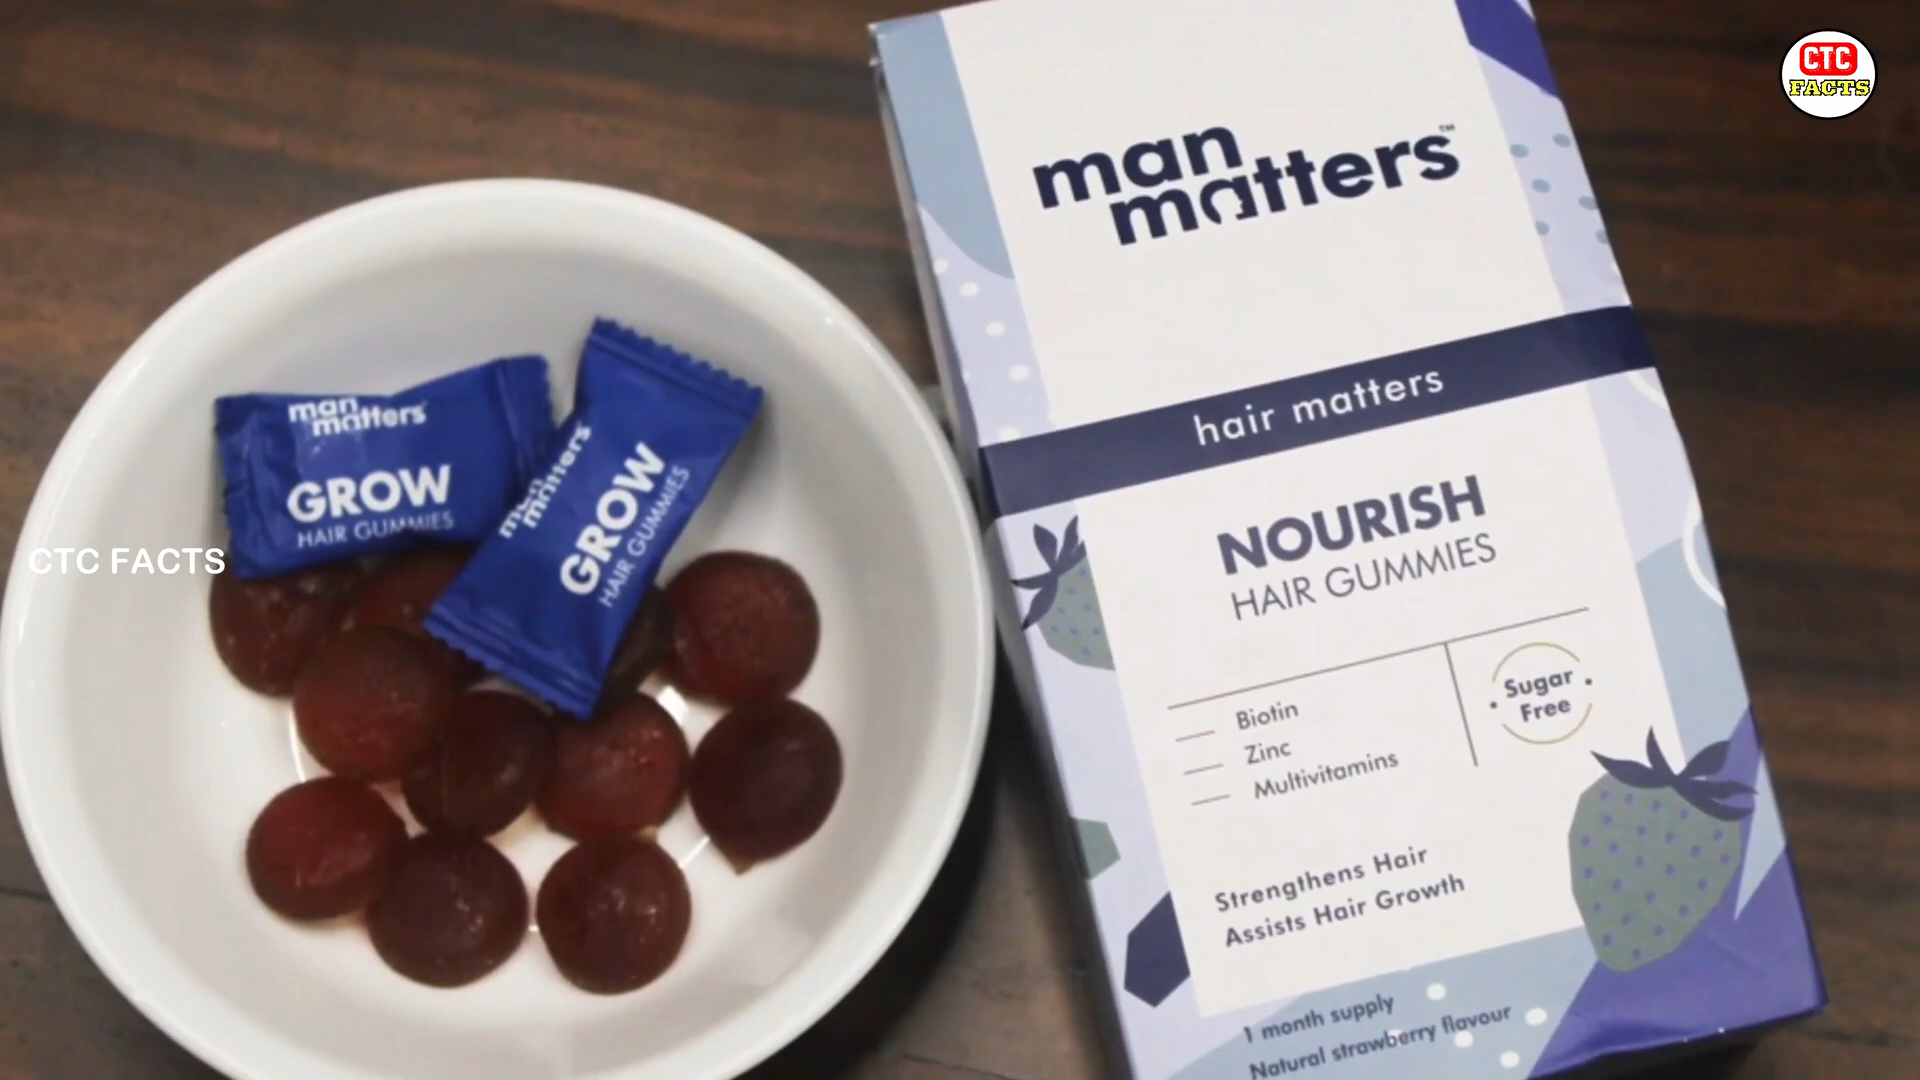 CTC
FACTS
man
matters™
hair matters
NOURISH
HAIR GUMMIES
Biotin
Zinc
Multivitamins
Sugar
Free
Strengthens Hair
Assists Hair Growth
1 month supply
Natural strawberry flavour
man
matters
GROW
HAIR GUMMIES
man
matters
GROW
HAIR GUMMIES
CTC FACTS